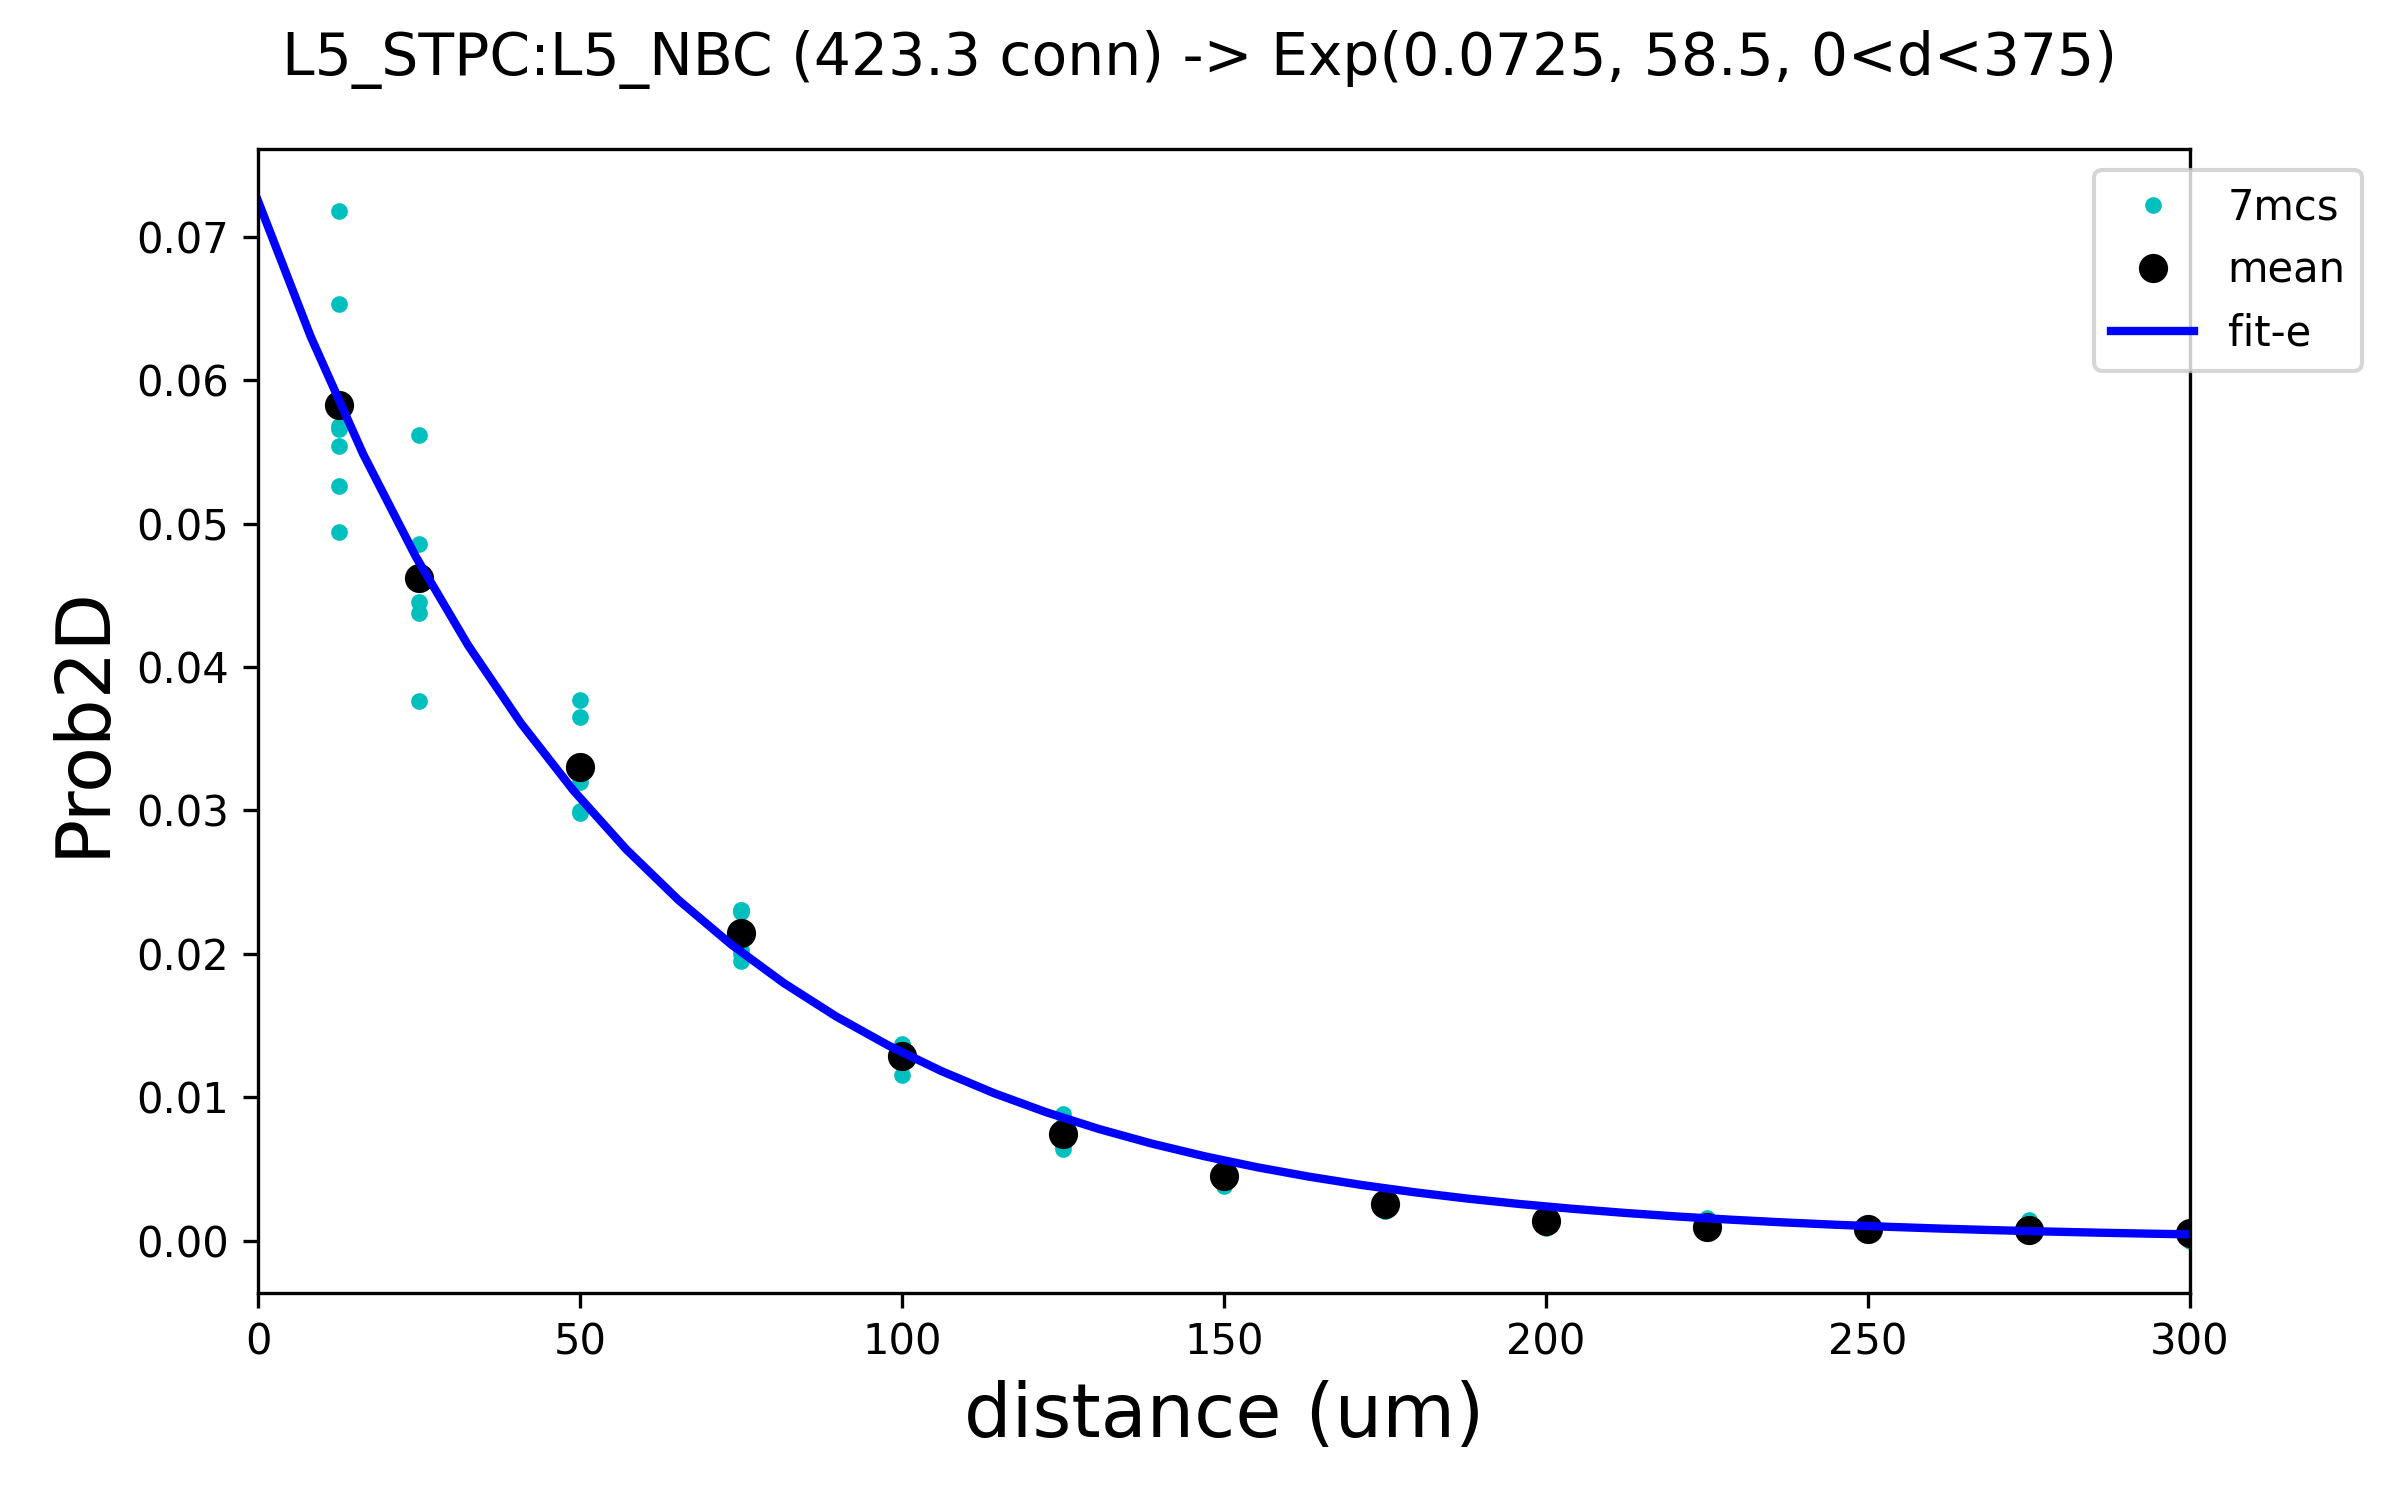 L5_STPC:L5_NBC (423.3 conn) -> Exp(0.0725, 58.5, 0<d<375)
7mcs
mean
fit-e
Prob2D
0.07
0.06
0.05
0.04
0.03
0.02
0.01
0.00
0 50 100 150 200 250 300
distance (um)